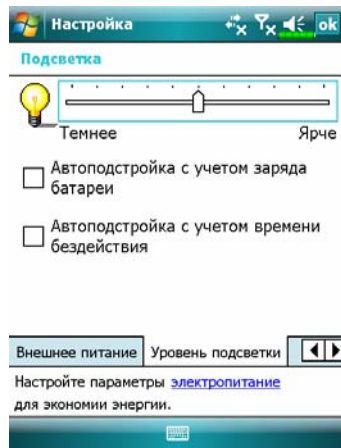 Настройка ok
Подсветка
Темнее Ярче
Автоподстройка с учетом заряда
батареи
Автоподстройка с учетом времени
бездействия
Внешнее питание Уровень подсветки
Настройте параметры электропитание
для экономии энергии.